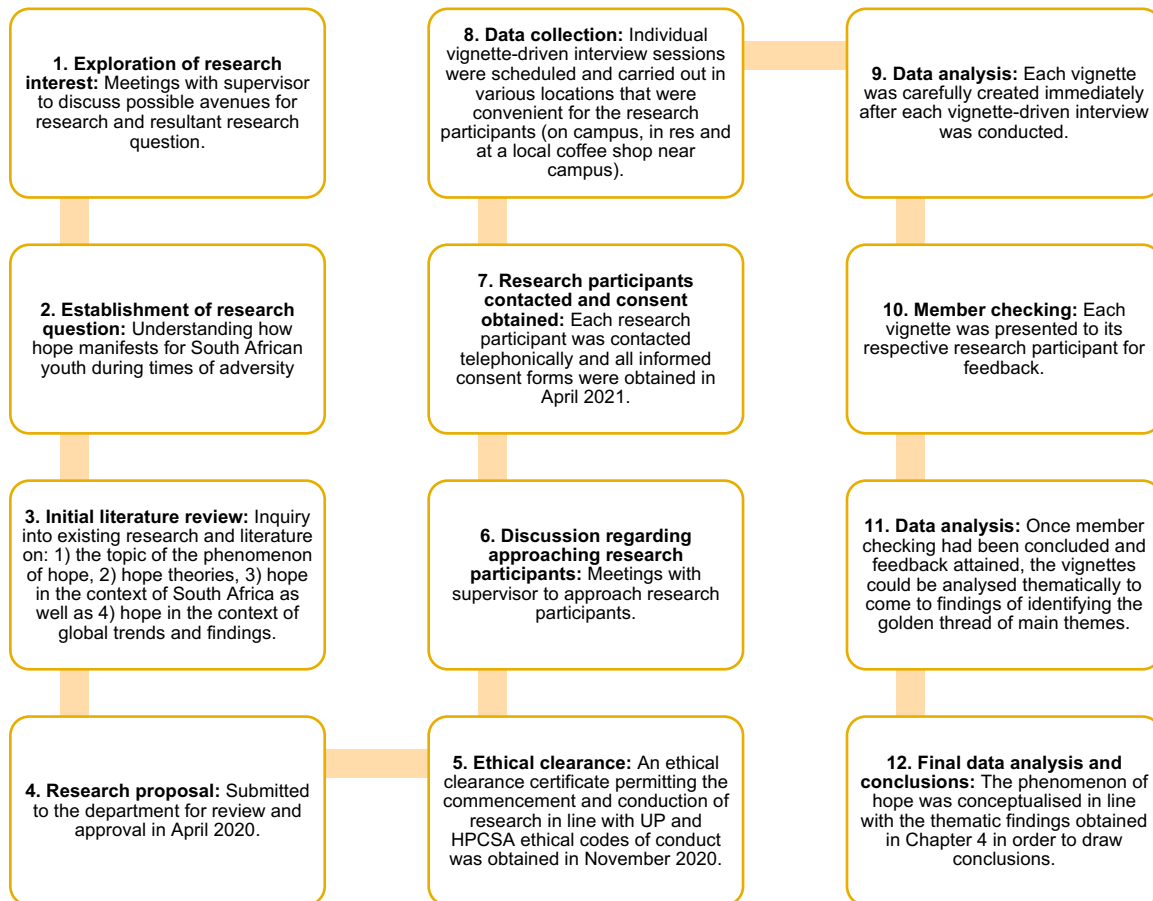 1. Exploration of research
interest: Meetings with supervisor
to discuss possible avenues for
research and resultant research
question.
2. Establishment of research
question: Understanding how
hope manifests for South African
youth during times of adversity
3. Initial literature review: Inquiry
into existing research and literature
on: 1) the topic of the phenomenon
of hope, 2) hope theories, 3) hope
in the context of South Africa as
well as 4) hope in the context of
global trends and findings.
4. Research proposal: Submitted
to the department for review and
approval in April 2020.
5. Ethical clearance: An ethical
clearance certificate permitting the
commencement and conduction of
research in line with UP and
HPCSA ethical codes of conduct
was obtained in November 2020.
6. Discussion regarding
approaching research
participants: Meetings with
supervisor to approach research
participants.
7. Research participants
contacted and consent
obtained: Each research
participant was contacted
telephonically and all informed
consent forms were obtained in
April 2021.
8. Data collection: Individual
vignette-driven interview sessions
were scheduled and carried out in
various locations that were
convenient for the research
participants (on campus, in res and
at a local coffee shop near
campus).
9. Data analysis: Each vignette
was carefully created immediately
after each vignette-driven interview
was conducted.
10. Member checking: Each
vignette was presented to its
respective research participant for
feedback.
11. Data analysis: Once member
checking had been concluded and
feedback attained, the vignettes
could be analysed thematically to
come to findings of identifying the
golden thread of main themes.
12. Final data analysis and
conclusions: The phenomenon of
hope was conceptualised in line
with the thematic findings obtained
in Chapter 4 in order to draw
conclusions.